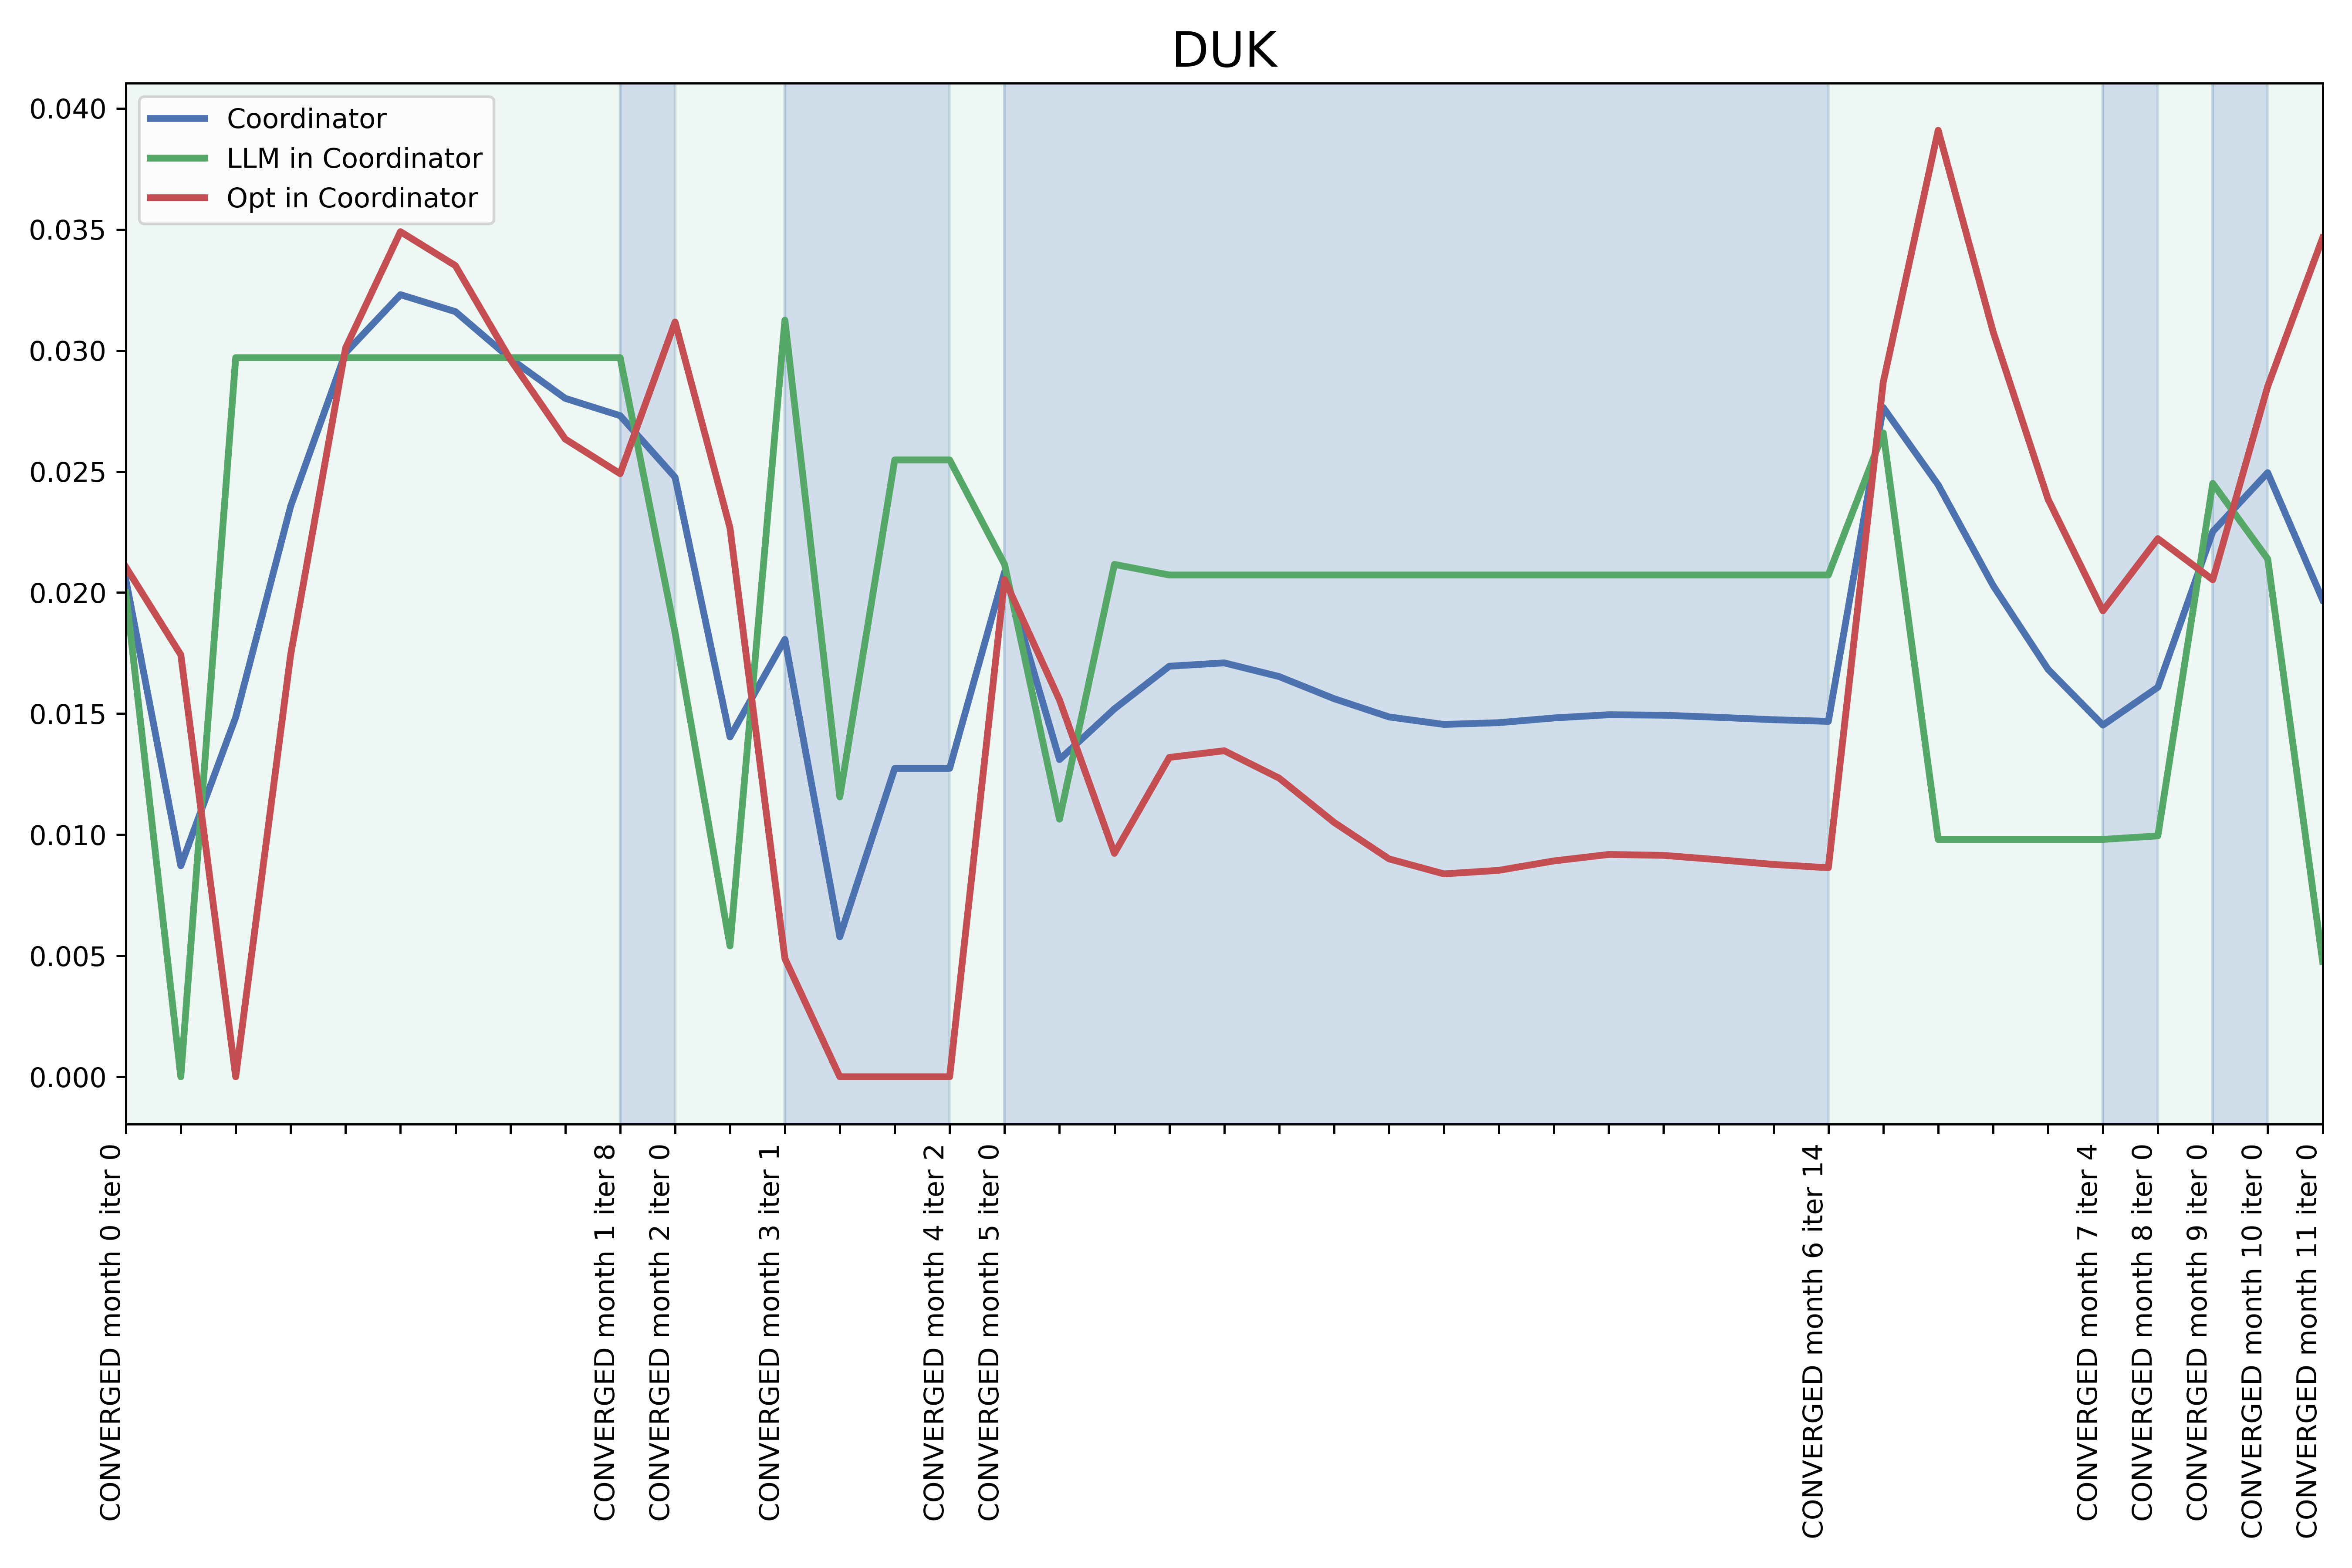 DUK
0.040
0.035
0.030
0.025
0.020
0.015
0.010
0.005
0.000
Coordinator
LLM in Coordinator
Opt in Coordinator
CONVERGED month 0 iter 0
CONVERGED month 1 iter 8
CONVERGED month 2 iter 0
CONVERGED month 3 iter 1
CONVERGED month 4 iter 2
CONVERGED month 5 iter 0
CONVERGED month 6 iter 14
CONVERGED month 7 iter 4
CONVERGED month 8 iter 0
CONVERGED month 9 iter 0
CONVERGED month 10 iter 0
CONVERGED month 11 iter 0